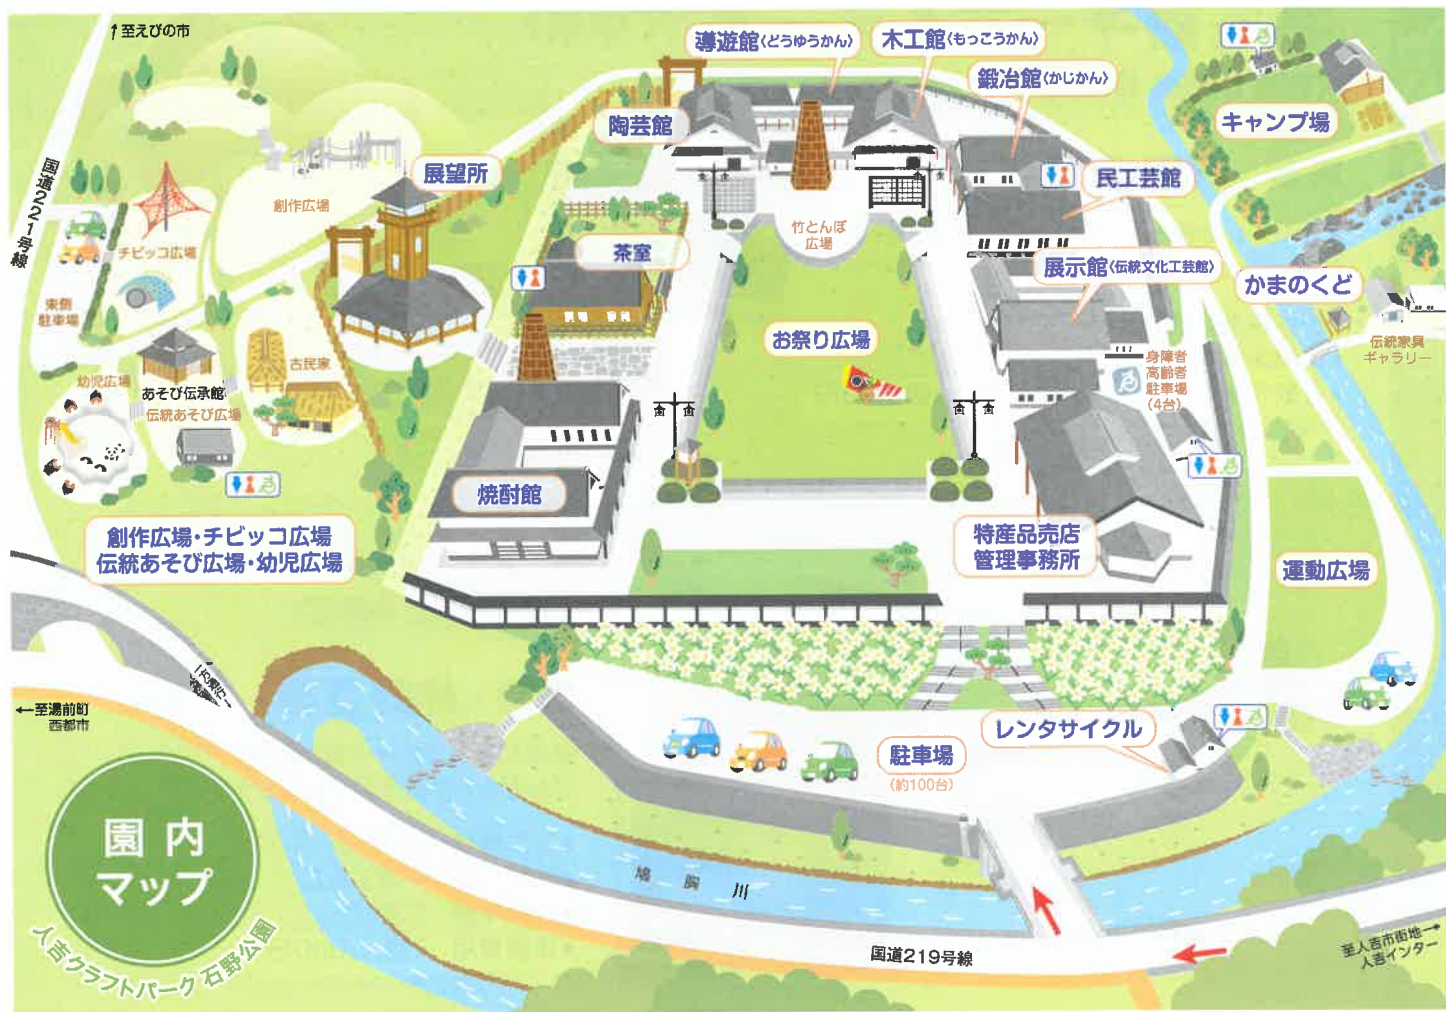 ↑至えびの市
導遊館〈どうゆうかん〉
木工館〈もっこうかん〉
鍛冶館〈かじかん〉
陶芸館
キャンプ場
展望所
民工芸館
国道221号線
創作広場
竹とんぼ
広場
チビッコ広場
茶室
展示館〈伝統文化工芸館〉
かまのくど
東側
駐車場
お祭り広場
伝統家具
ギャラリー
身障者
高齢者
駐車場
(4台)
古民家
幼児広場
あそび伝承館
伝統あそび広場
焼酎館
創作広場・チビッコ広場
伝統あそび広場・幼児広場
特産品売店
管理事務所
運動広場
←至湯前町
西都市
レンタサイクル
駐車場
(約100台)
園内
マップ
人吉クラフトパーク 石野公園
鳩胸川
国道219号線
至人吉市街地→
人吉インター